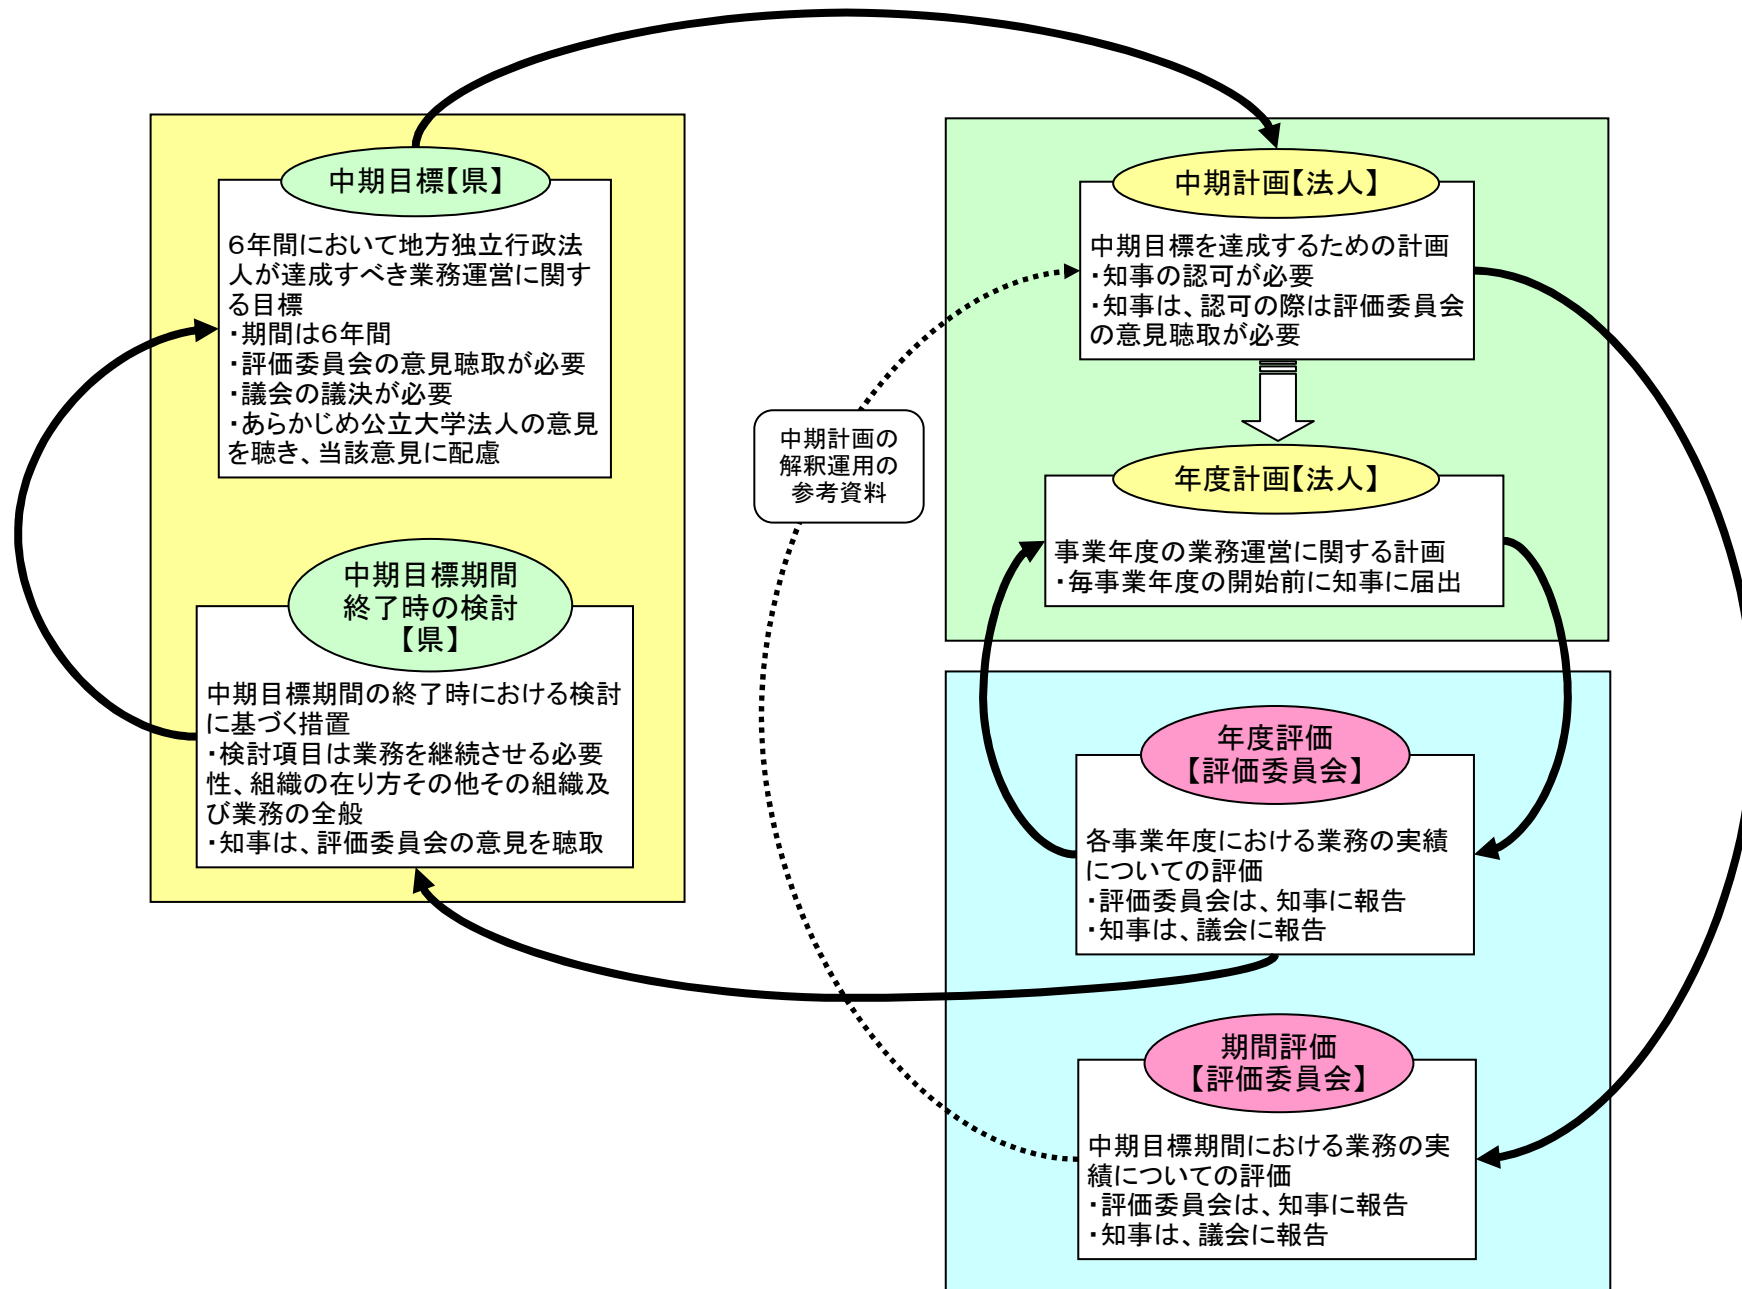 中期目標【県】
６年間において地方独立行政法
人が達成すべき業務運営に関す
る目標
・期間は６年間
・評価委員会の意見聴取が必要
・議会の議決が必要
・あらかじめ公立大学法人の意見
を聴き、当該意見に配慮
中期目標期間
終了時の検討
【県】
中期目標期間の終了時における検討
に基づく措置
・検討項目は業務を継続させる必要
性、組織の在り方その他その組織及
び業務の全般
・知事は、評価委員会の意見を聴取
中期計画の
解釈運用の
参考資料
中期計画【法人】
中期目標を達成するための計画
・知事の認可が必要
・知事は、認可の際は評価委員会
の意見聴取が必要
年度計画【法人】
事業年度の業務運営に関する計画
・毎事業年度の開始前に知事に届出
年度評価
【評価委員会】
各事業年度における業務の実績
についての評価
・評価委員会は、知事に報告
・知事は、議会に報告
期間評価
【評価委員会】
中期目標期間における業務の実
績についての評価
・評価委員会は、知事に報告
・知事は、議会に報告